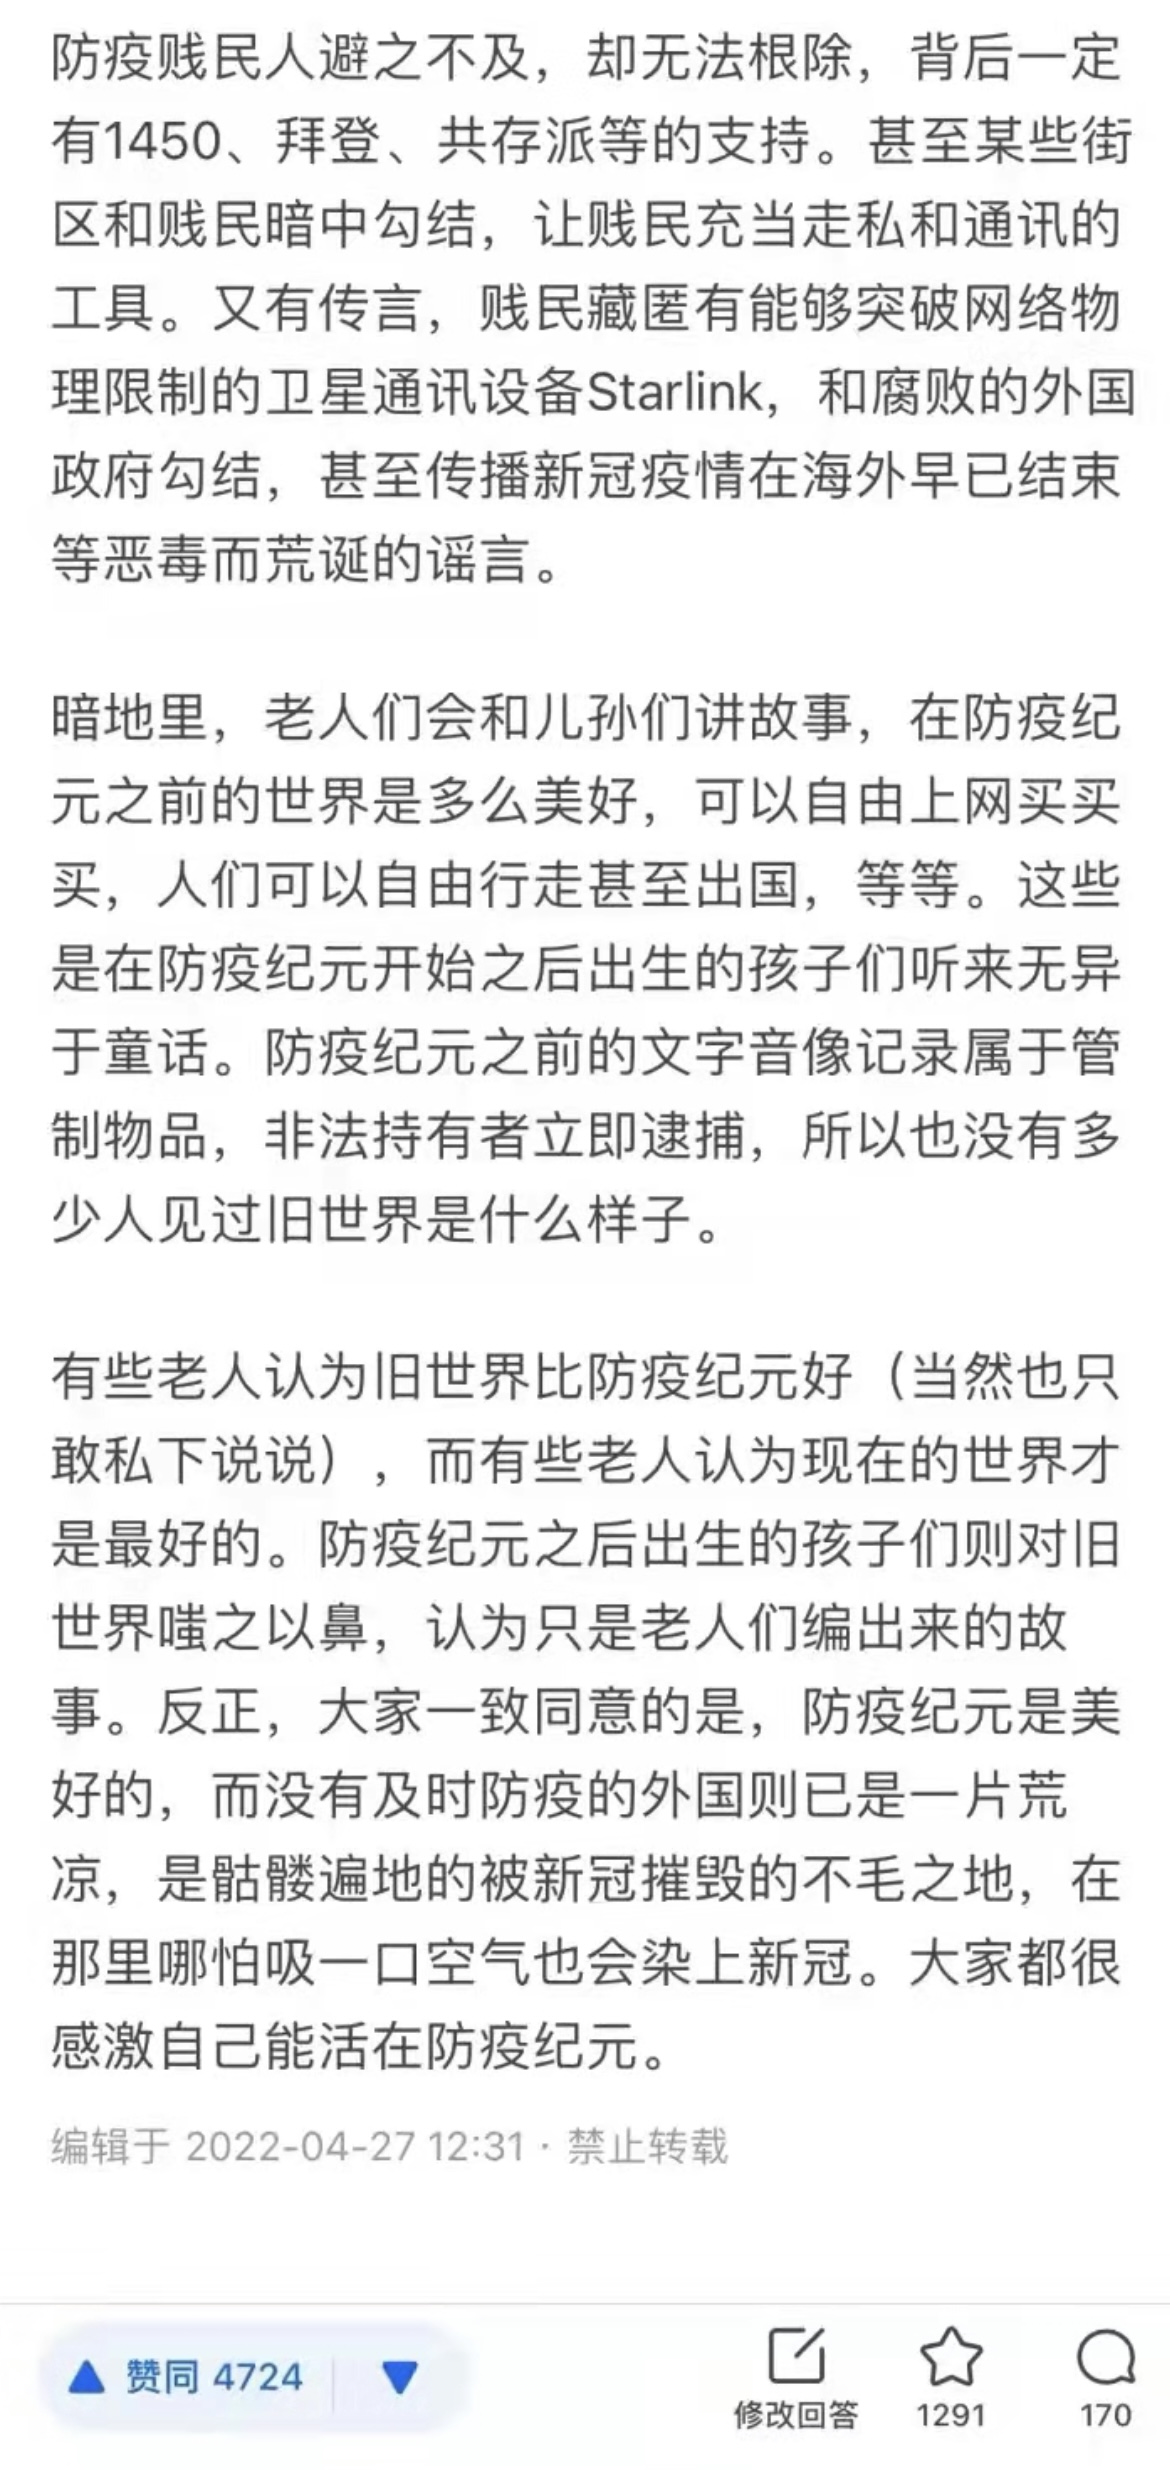 防疫贱民人避之不及，却无法根除，背后一定
有1450、拜登、共存派等的支持。甚至某些街
区和贱民暗中勾结，让贱民充当走私和通讯的
工具。又有传言，贱民藏匿有能够突破网络物
理限制的卫星通讯设备Starlink，和腐败的外国
政府勾结，甚至传播新冠疫情在海外早已结束
等恶毒而荒诞的谣言。
暗地里，老人们会和儿孙们讲故事，在防疫纪
元之前的世界是多么美好，可以自由上网买买
买，人们可以自由行走甚至出国，等等。这些
是在防疫纪元开始之后出生的孩子们听来无异
于童话。防疫纪元之前的文字音像记录属于管
制物品，非法持有者立即逮捕，所以也没有多
少人见过旧世界是什么样子。
有些老人认为旧世界比防疫纪元好（当然也只
敢私下说说），而有些老人认为现在的世界才
是最好的。防疫纪元之后出生的孩子们则对旧
世界嗤之以鼻，认为只是老人们编出来的故
事。反正，大家一致同意的是，防疫纪元是美
好的，而没有及时防疫的外国则已是一片荒
凉，是骷髅遍地的被新冠摧毁的不毛之地，在
那里哪怕吸一口空气也会染上新冠。大家都很
感激自己能活在防疫纪元。
编辑于 2022-04-27 12:31 · 禁止转载
赞同 4724
修改回答 1291 170